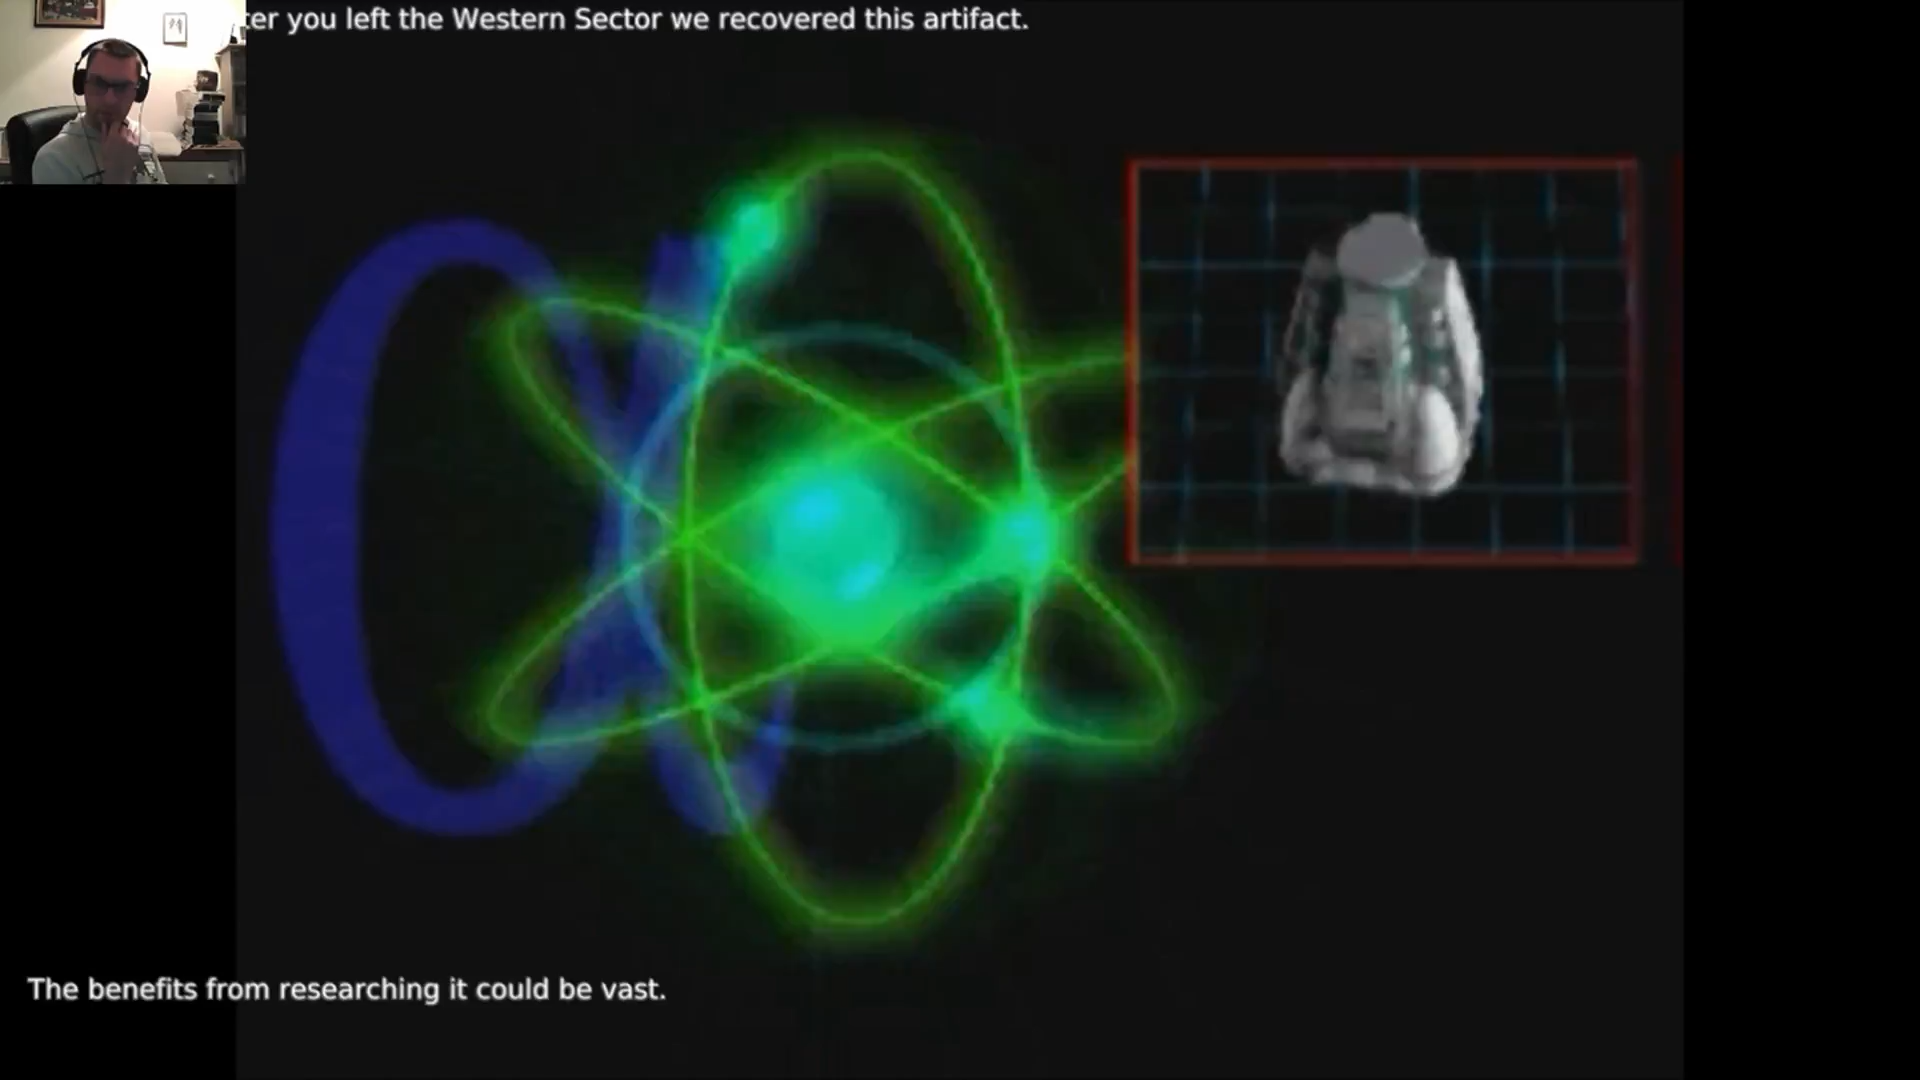 ter you left the Western Sector we recovered this artifact.
The benefits from researching it could be vast.